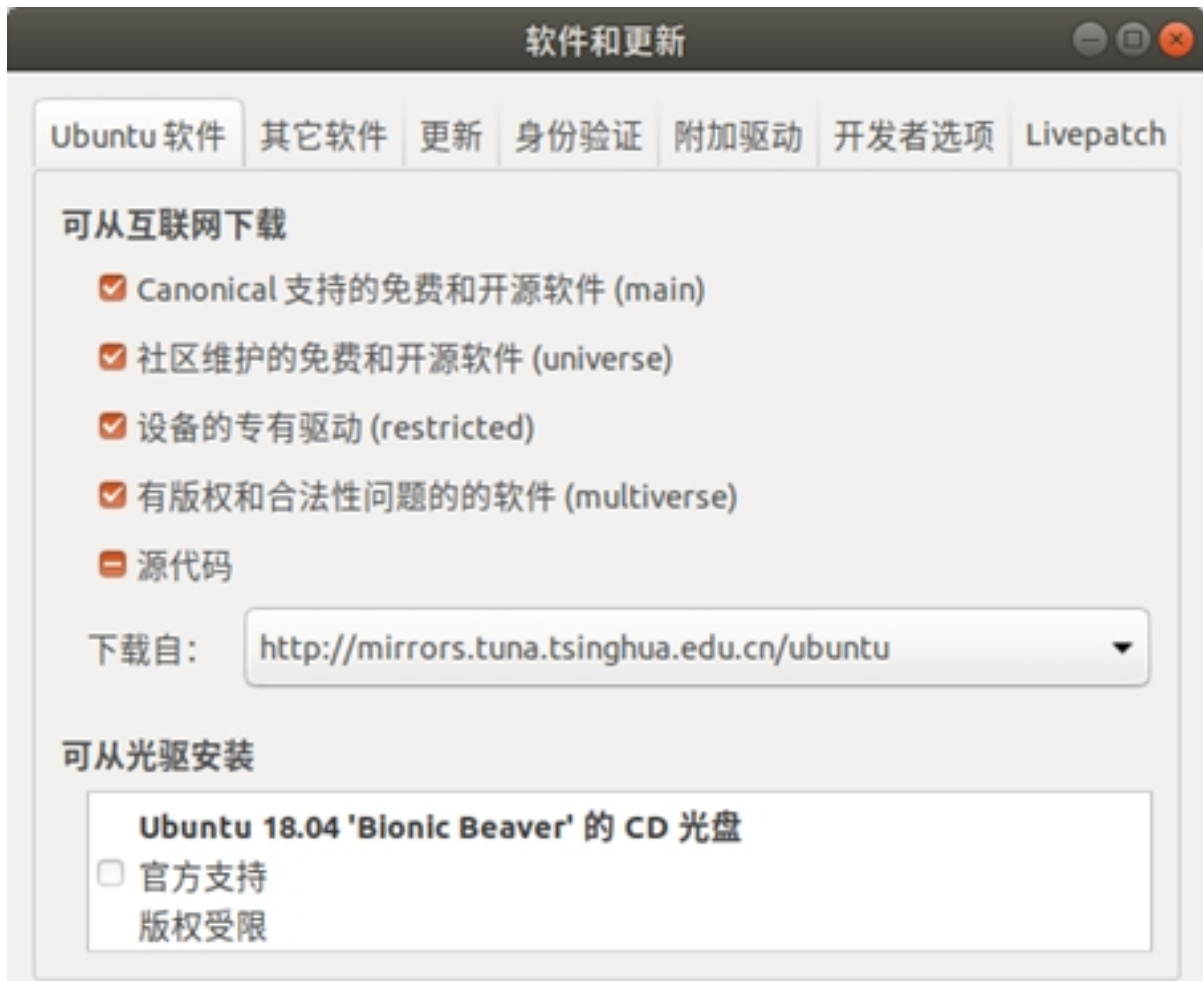 软件和更新
Ubuntu 软件 其它软件 更新 身份验证 附加驱动 开发者选项 Livepatch
可从互联网下载
Canonical 支持的免费和开源软件 (main)
社区维护的免费和开源软件 (universe)
设备的专有驱动 (restricted)
有版权和合法性问题的的软件 (multiverse)
源代码
下载自： http://mirrors.tuna.tsinghua.edu.cn/ubuntu
可从光驱安装
Ubuntu 18.04 'Bionic Beaver' 的 CD 光盘
官方支持
版权受限